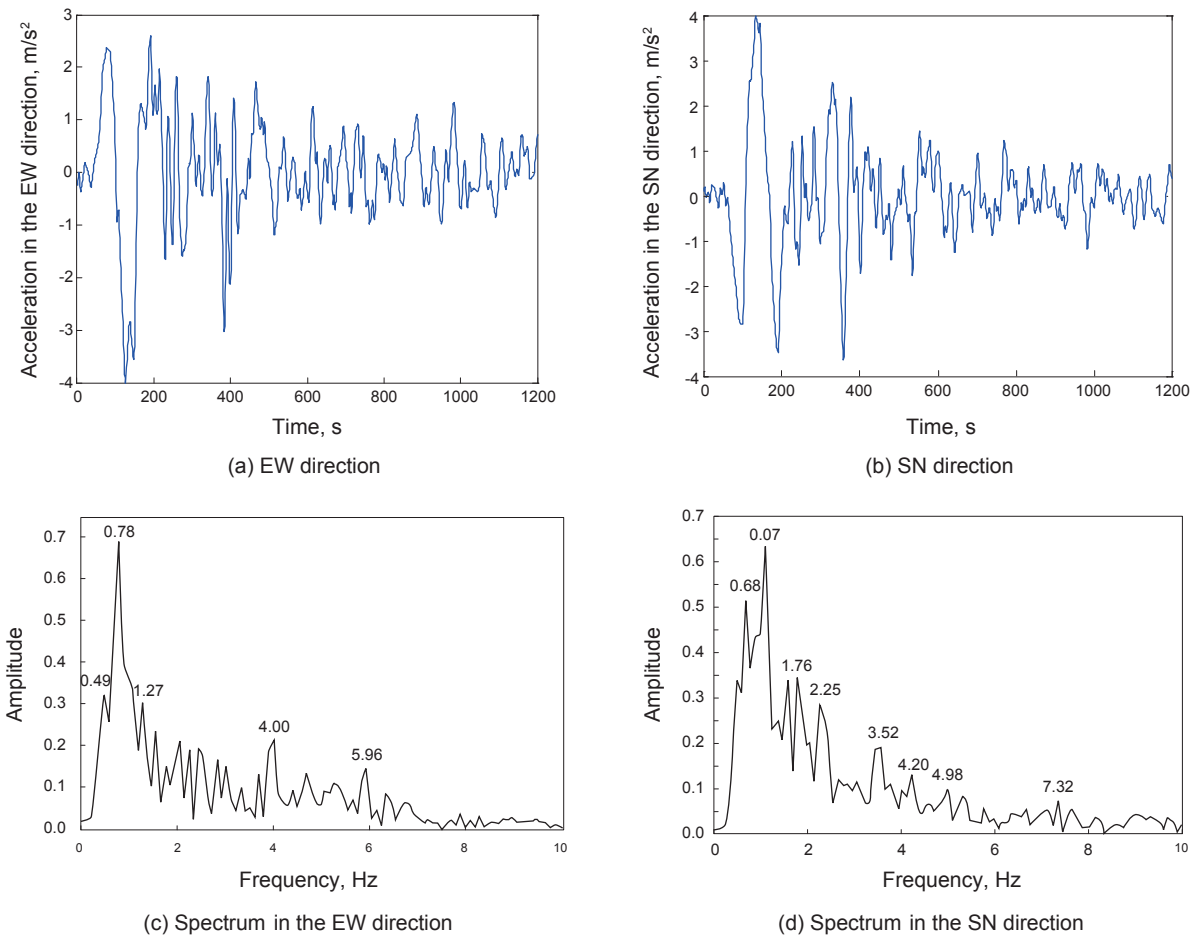 Acceleration in the EW direction, m/s²
3
2
1
0
-1
-2
-3
-4
0 200 400 600 800 1000 1200
Time, s
(a) EW direction
Acceleration in the SN direction, m/s²
4
3
2
1
0
-1
-2
-3
-4
0 200 400 600 800 1000 1200
Time, s
(b) SN direction
Amplitude
0.7
0.6
0.5
0.4
0.3
0.2
0.1
0.0
0.78
0.49
1.27
4.00
5.96
0 2 4 6 8 10
Frequency, Hz
(c) Spectrum in the EW direction
Amplitude
0.7
0.6
0.5
0.4
0.3
0.2
0.1
0.0
0.07
0.68
1.76
2.25
3.52
4.20
4.98
7.32
0 2 4 6 8 10
Frequency, Hz
(d) Spectrum in the SN direction